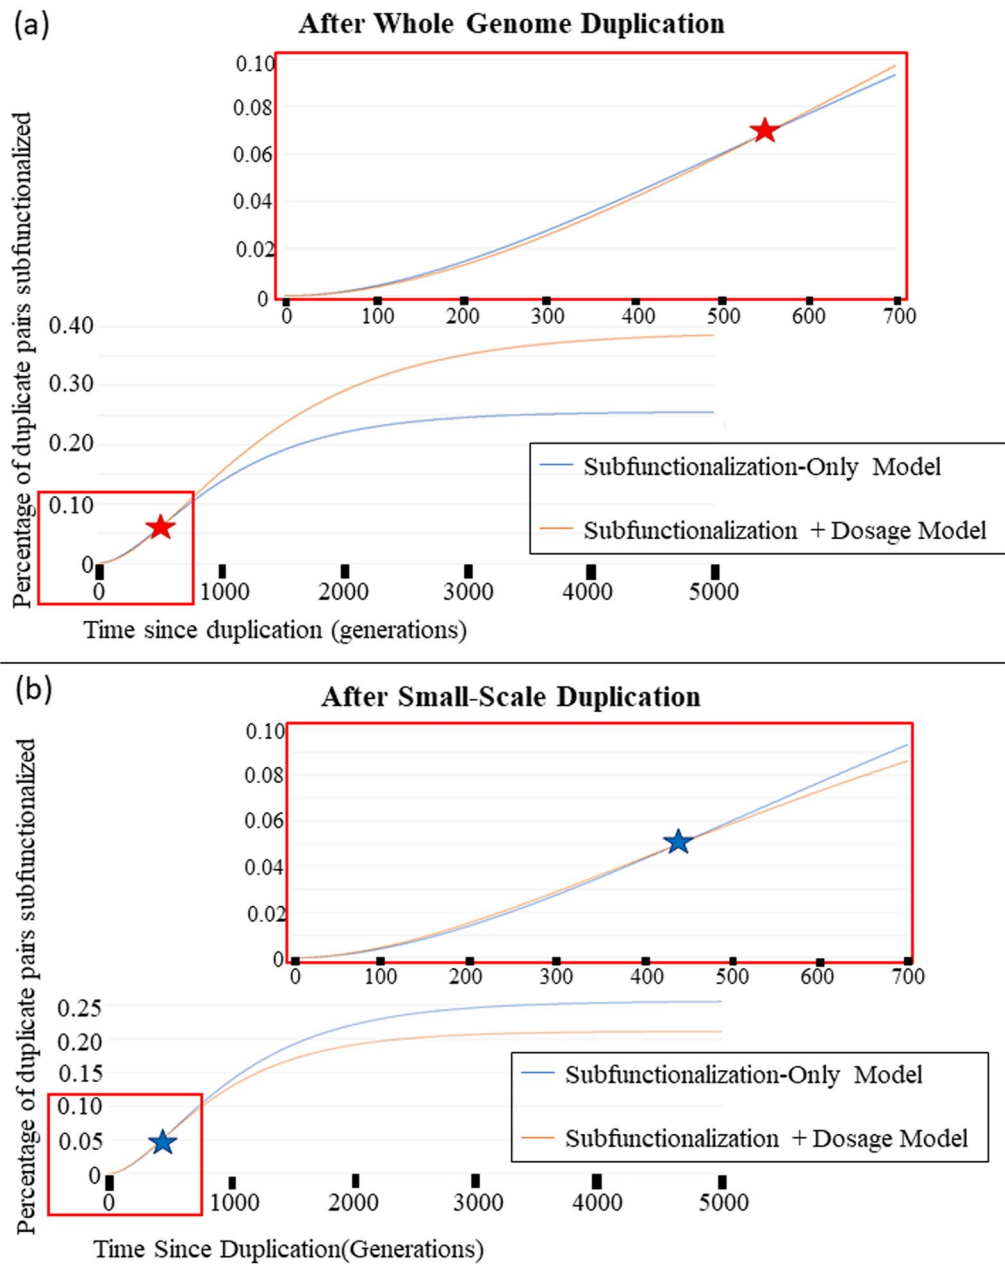 (a)
After Whole Genome Duplication
Percentage of duplicate pairs subfunctionalized
0.10
0.08
0.06
0.04
0.02
0
0 100 200 300 400 500 600 700
0.40
0.30
0.20
0.10
0
0 1000 2000 3000 4000 5000
Subfunctionalization-Only Model
Subfunctionalization + Dosage Model
Time since duplication (generations)
(b)
After Small-Scale Duplication
Percentage of duplicate pairs subfunctionalized
0.10
0.08
0.06
0.04
0.02
0
0 100 200 300 400 500 600 700
0.25
0.20
0.15
0.10
0.05
0
0 1000 2000 3000 4000 5000
Subfunctionalization-Only Model
Subfunctionalization + Dosage Model
Time Since Duplication(Generations)